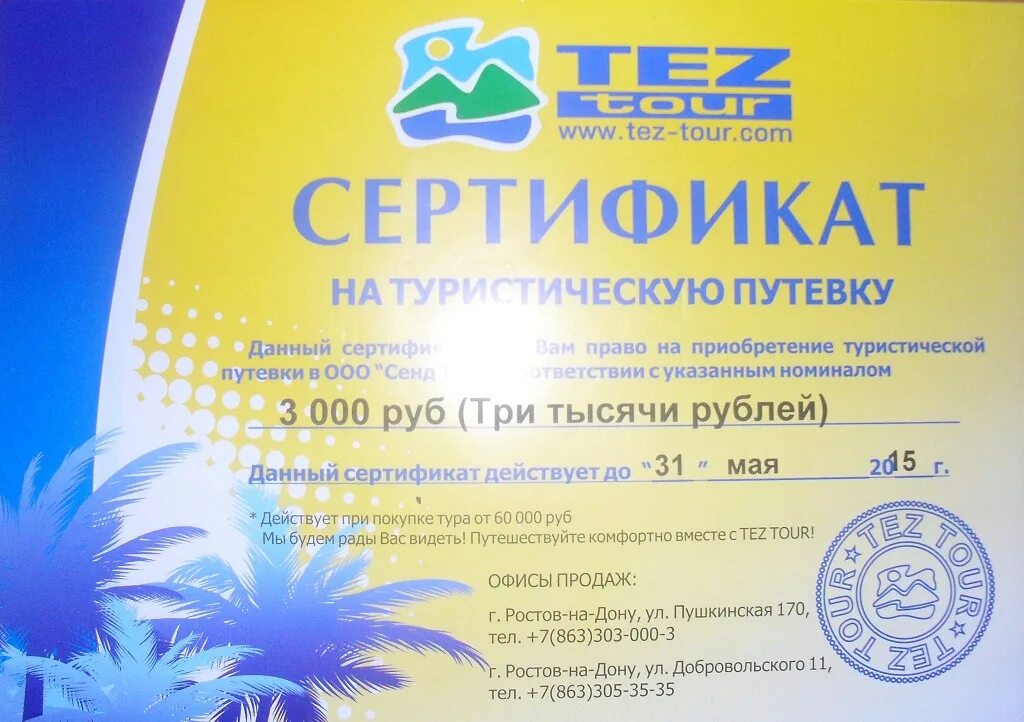 TEZ
tour
www.tez-tour.com
СЕРТИФИКАТ
НА ТУРИСТИЧЕСКУЮ ПУТЕВКУ
Данный Вам право на приобретение туристической
путевки в ООО "Сенд с указанным номиналом
3 000 руб (Три тысячи рублей)
Данный сертификат действует до "31" мая 2015 г.
* Действует при покупке тура от 60 000 руб
Мы будем рады Вас видеть! Путешествуйте комфортно вместе с TEZ TOUR!
ОФИСЫ ПРОДАЖ:
г. Ростов-на-Дону, ул. Пушкинская 170,
тел. +7(863)303-000-3
г. Ростов-на-Дону, ул. Добровольского 11,
тел. +7(863)305-35-35
TEZ TOUR
TEZ TOUR